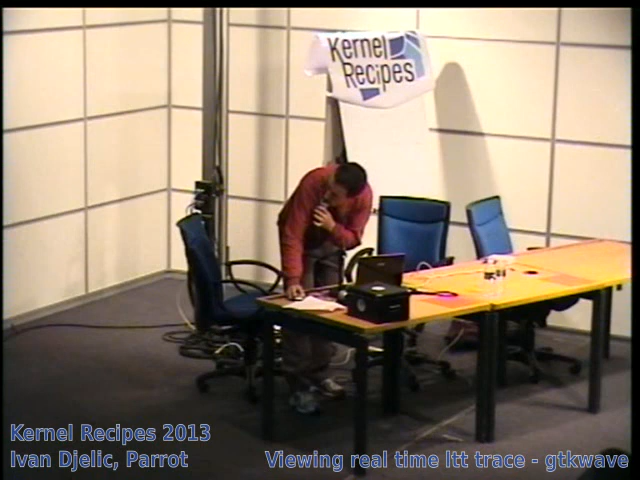 Kernel
Recipes
Kernel Recipes 2013
Ivan Djelic, Parrot
Viewing real time ltt trace - gtkwave